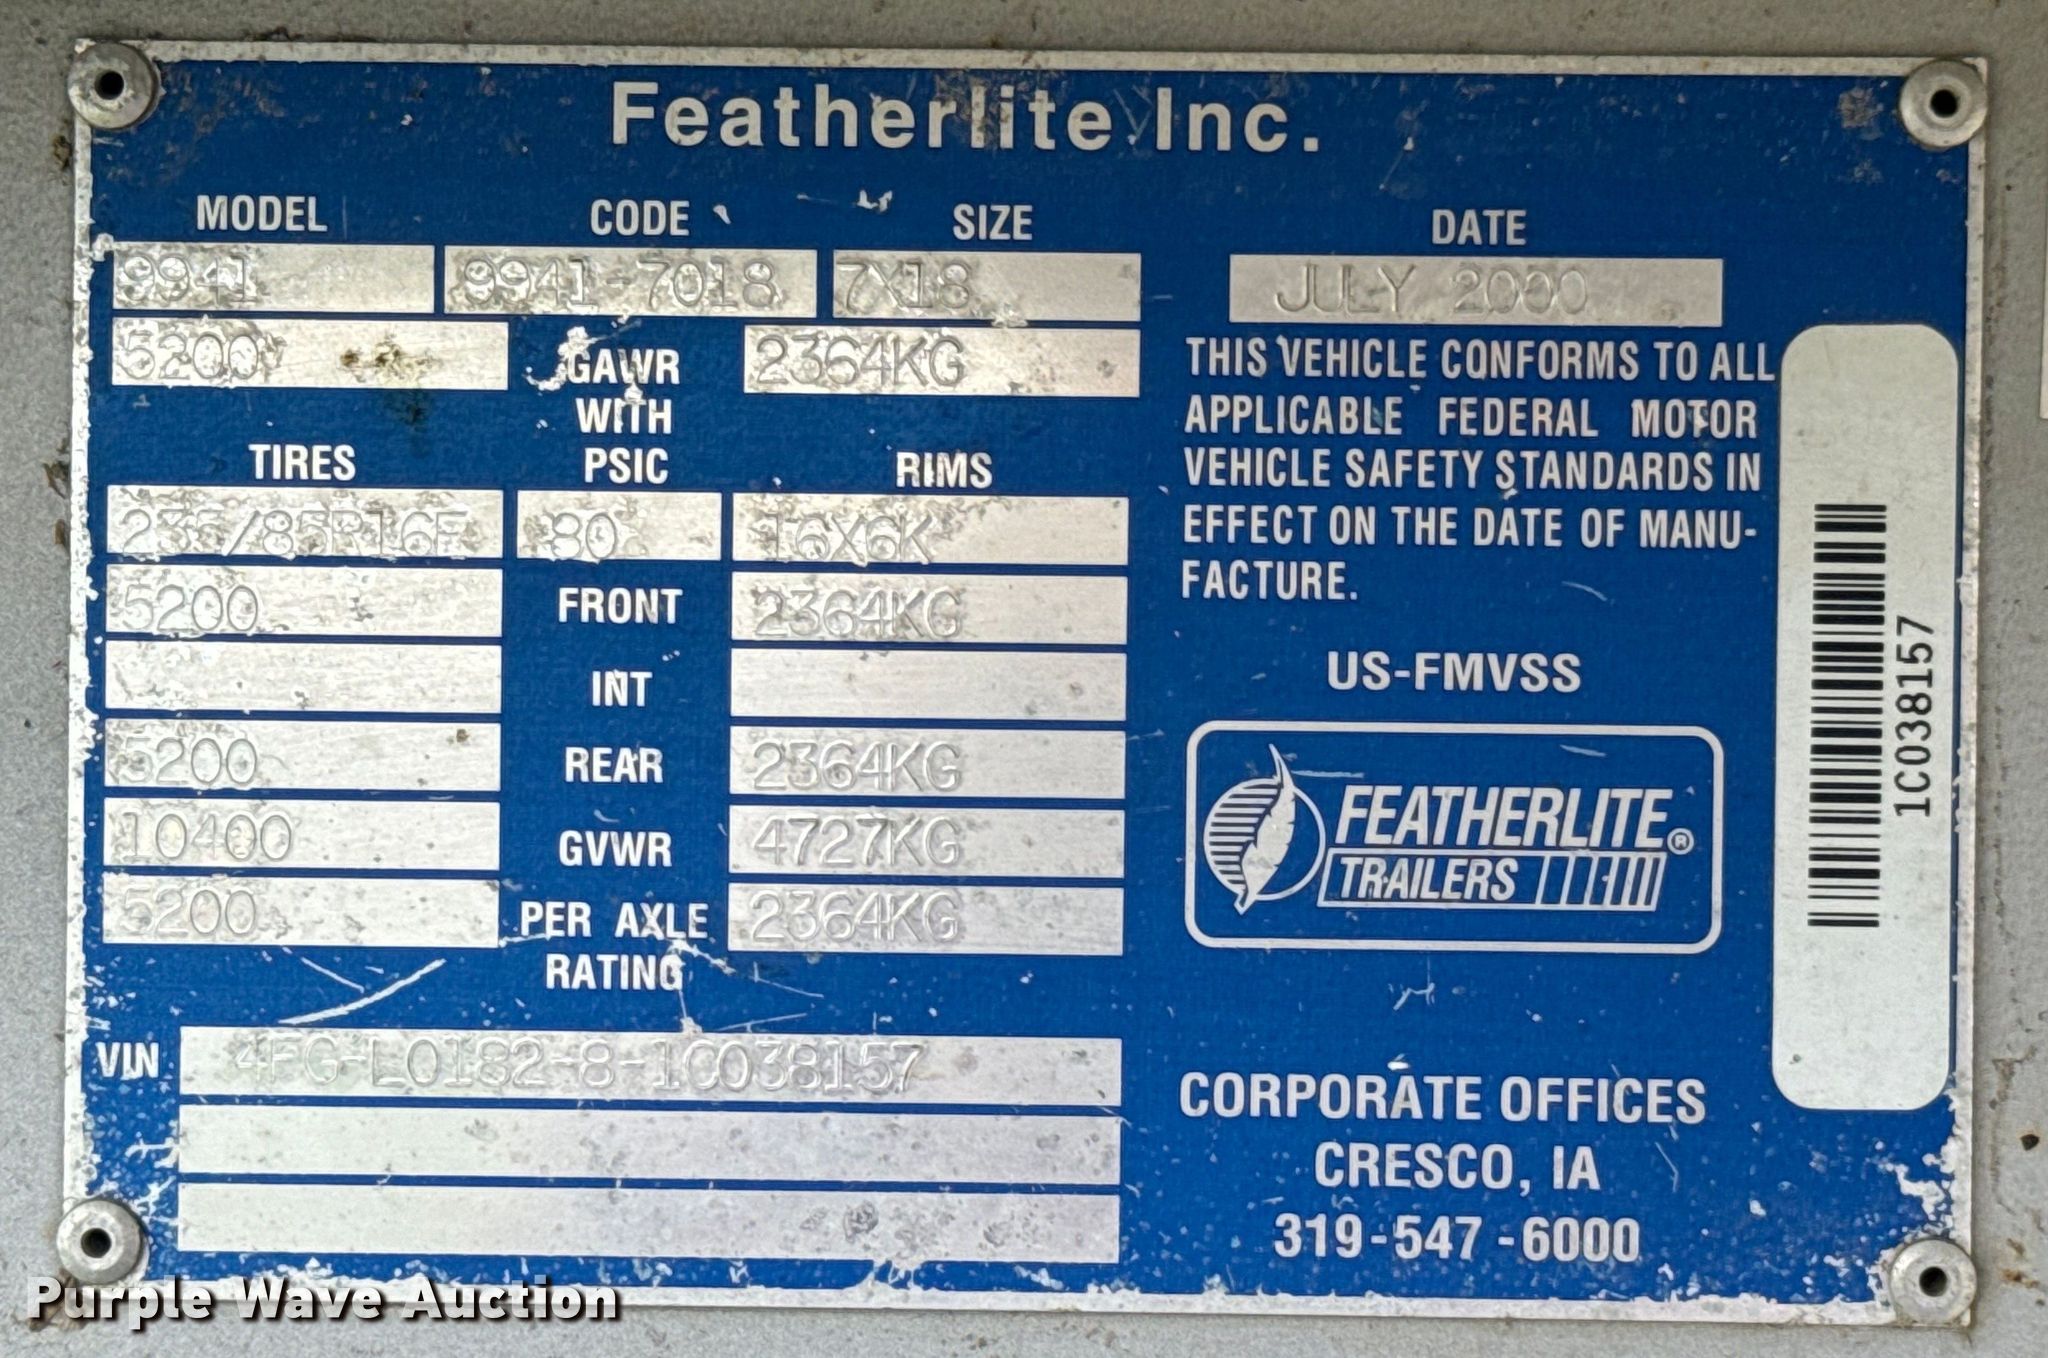 Featherlite Inc.
MODEL CODE SIZE DATE
9941 9941-7018 7X18 JULY 2000
5200 GAWR 2364KG
WITH
TIRES PSIC RIMS
235/85R16E 80 16X6K
5200 FRONT 2364KG
INT
5200 REAR 2364KG
10400 GVWR 4727KG
5200 PER AXLE 2364KG
RATING
VIN 4FG-L0182-8-1C038157
THIS VEHICLE CONFORMS TO ALL
APPLICABLE FEDERAL MOTOR
VEHICLE SAFETY STANDARDS IN
EFFECT ON THE DATE OF MANU-
FACTURE.
US-FMVSS
FEATHERLITE®
TRAILERS
CORPORATE OFFICES
CRESCO, IA
319-547-6000
1C038157
Purple Wave Auction